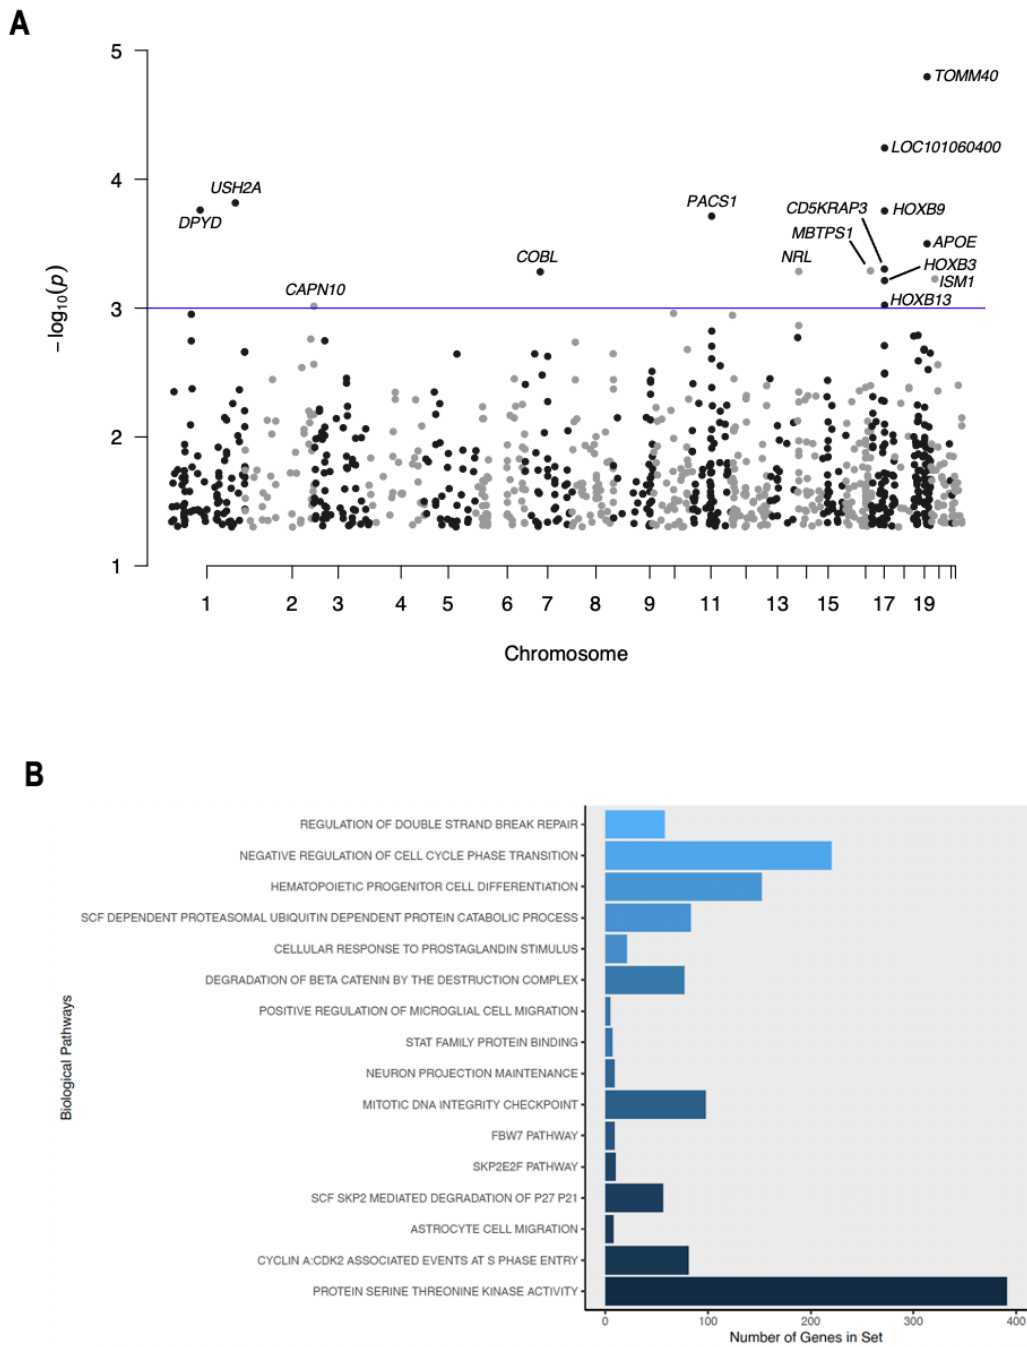 A
5
TOMM40
LOC101060400
4
USH2A
DPYD
PACS1
CD5KRAP3
HOXB9
MBTPS1
APOE
COBL
NRL
HOXB3
ISM1
CAPN10
HOXB13
3
−log10(p)
2
1
1 2 3 4 5 6 7 8 9 11 13 15 17 19
Chromosome
B
REGULATION OF DOUBLE STRAND BREAK REPAIR
NEGATIVE REGULATION OF CELL CYCLE PHASE TRANSITION
HEMATOPOIETIC PROGENITOR CELL DIFFERENTIATION
SCF DEPENDENT PROTEASOMAL UBIQUITIN DEPENDENT PROTEIN CATABOLIC PROCESS
CELLULAR RESPONSE TO PROSTAGLANDIN STIMULUS
DEGRADATION OF BETA CATENIN BY THE DESTRUCTION COMPLEX
POSITIVE REGULATION OF MICROGLIAL CELL MIGRATION
STAT FAMILY PROTEIN BINDING
NEURON PROJECTION MAINTENANCE
MITOTIC DNA INTEGRITY CHECKPOINT
FBW7 PATHWAY
SKP2E2F PATHWAY
SCF SKP2 MEDIATED DEGRADATION OF P27 P21
ASTROCYTE CELL MIGRATION
CYCLIN A:CDK2 ASSOCIATED EVENTS AT S PHASE ENTRY
PROTEIN SERINE THREONINE KINASE ACTIVITY
Biological Pathways
0 100 200 300 400
Number of Genes in Set